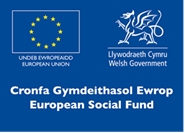 UNDEB EWROPEAIDD
EUROPEAN UNION
Llywodraeth Cymru
Welsh Government
Cronfa Gymdeithasol Ewrop
European Social Fund